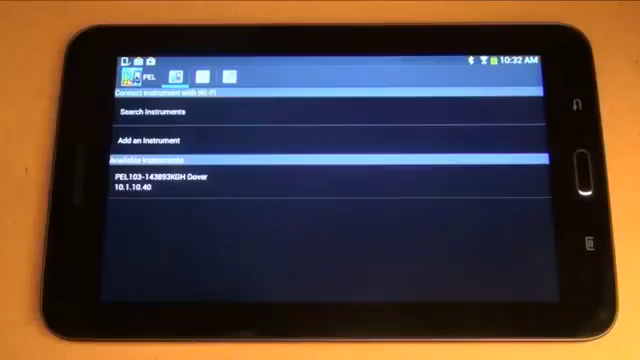 10:32 AM
PEL
Connect instrument with Wi-Fi
Search Instruments
Add an Instrument
Available Instruments
PEL103-143893KGH Dover
10.1.10.40